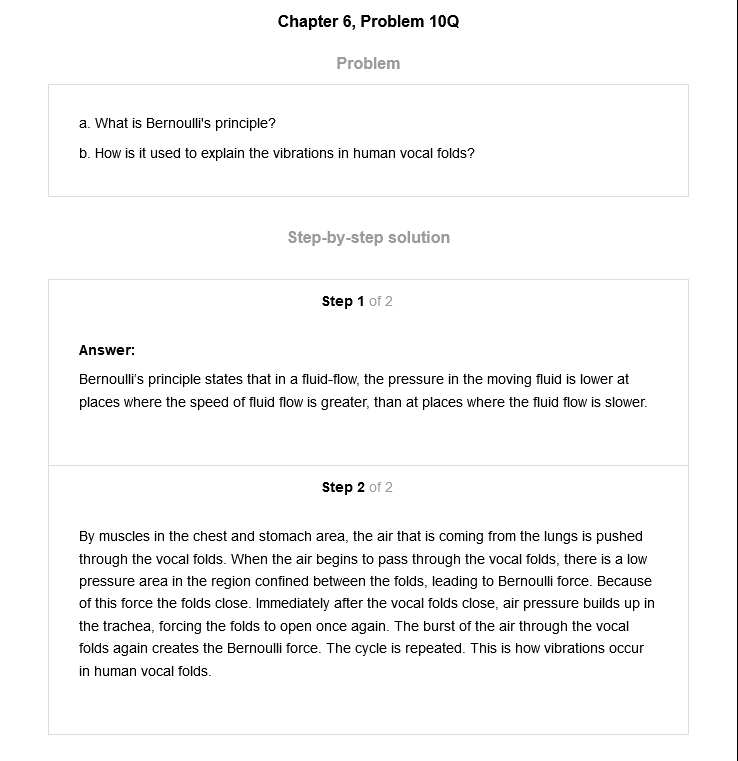 Chapter 6, Problem 10Q
Problem
a. What is Bernoulli's principle?
b. How is it used to explain the vibrations in human vocal folds?
Step-by-step solution
Step 1 of 2
Answer:
Bernoulli's principle states that in a fluid-flow, the pressure in the moving fluid is lower at
places where the speed of fluid flow is greater, than at places where the fluid flow is slower.
Step 2 of 2
By muscles in the chest and stomach area, the air that is coming from the lungs is pushed
through the vocal folds. When the air begins to pass through the vocal folds, there is a low
pressure area in the region confined between the folds, leading to Bernoulli force. Because
of this force the folds close. Immediately after the vocal folds close, air pressure builds up in
the trachea, forcing the folds to open once again. The burst of the air through the vocal
folds again creates the Bernoulli force. The cycle is repeated. This is how vibrations occur
in human vocal folds.